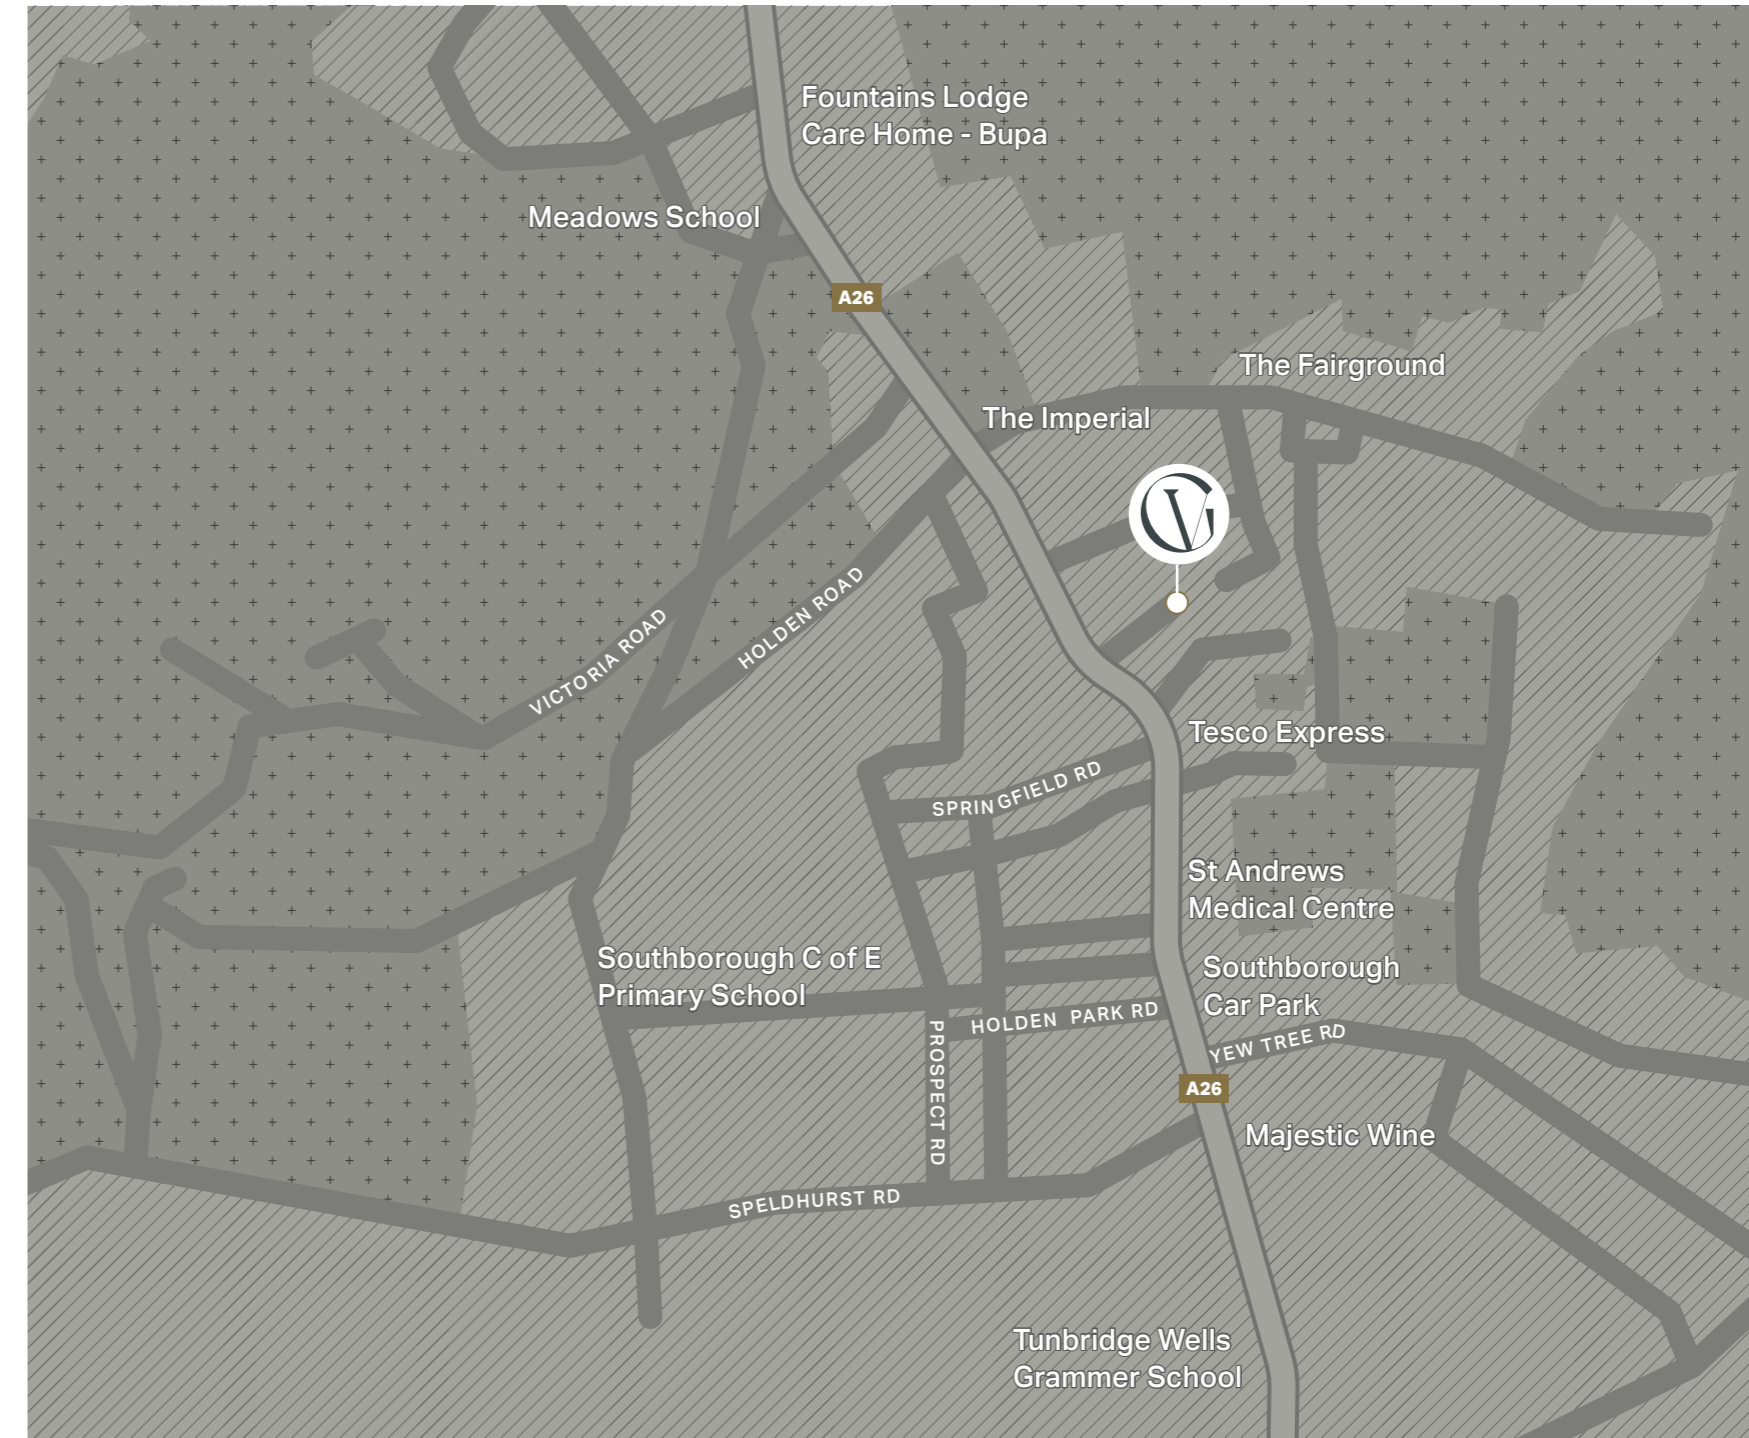 Fountains Lodge
Care Home - Bupa
Meadows School
A26
The Fairground
The Imperial
VG
VICTORIA ROAD
HOLDEN ROAD
Tesco Express
SPRINGFIELD RD
St Andrews
Medical Centre
Southborough C of E
Primary School
Southborough
Car Park
HOLDEN PARK RD
YEW TREE RD
PROSPECT RD
A26
Majestic Wine
SPELDHURST RD
Tunbridge Wells
Grammer School